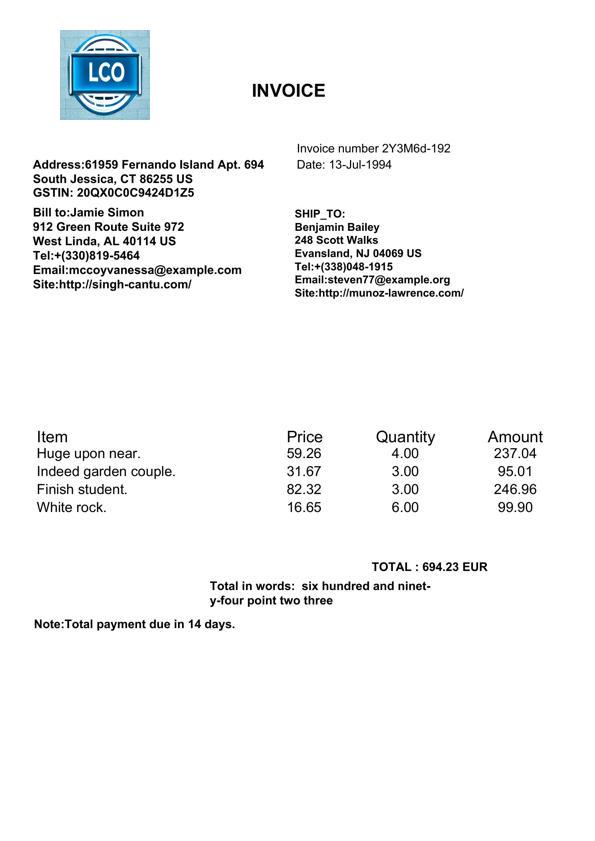 LCO
INVOICE
Invoice number 2Y3M6d-192
Date: 13-Jul-1994
Address:61959 Fernando Island Apt. 694
South Jessica, CT 86255 US
GSTIN: 20QX0C0C9424D1Z5
Bill to:Jamie Simon
912 Green Route Suite 972
West Linda, AL 40114 US
Tel:+(330)819-5464
Email:mccoyvanessa@example.com
Site:http://singh-cantu.com/
SHIP_TO:
Benjamin Bailey
248 Scott Walks
Evansland, NJ 04069 US
Tel:+(338)048-1915
Email:steven77@example.org
Site:http://munoz-lawrence.com/
Item Price Quantity Amount
Huge upon near. 59.26 4.00 237.04
Indeed garden couple. 31.67 3.00 95.01
Finish student. 82.32 3.00 246.96
White rock. 16.65 6.00 99.90
TOTAL : 694.23 EUR
Total in words: six hundred and ninet-
y-four point two three
Note:Total payment due in 14 days.